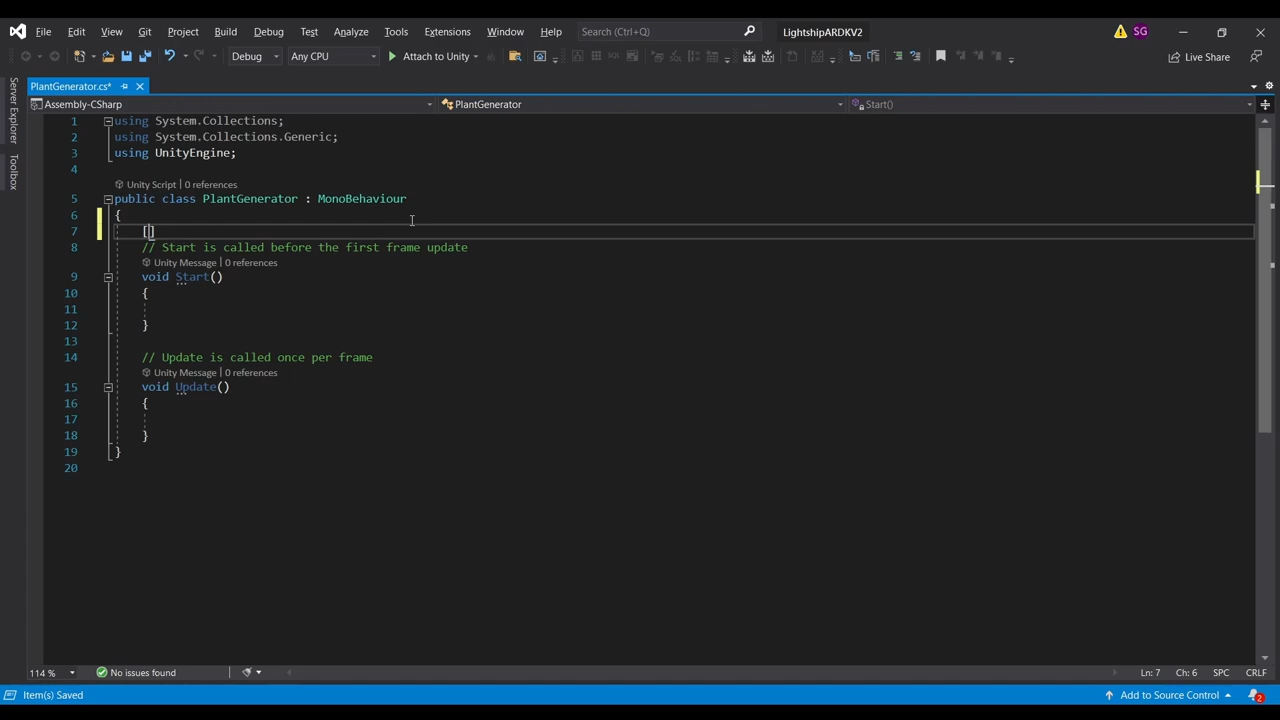 File Edit View Git Project Build Debug Test Analyze Tools Extensions Window Help Search (Ctrl+Q) LightshipARDKV2 SG
Debug Any CPU Attach to Unity Live Share
PlantGenerator.cs*
Assembly-CSharp PlantGenerator Start()
Server Explorer
Toolbox
1 using System.Collections;
2 using System.Collections.Generic;
3 using UnityEngine;
4
Unity Script | 0 references
5 public class PlantGenerator : MonoBehaviour
6 {
7 []
8 // Start is called before the first frame update
Unity Message | 0 references
9 void Start()
10 {
11
12 }
13
14 // Update is called once per frame
Unity Message | 0 references
15 void Update()
16 {
17
18 }
19 }
20
114 % No issues found Ln: 7 Ch: 6 SPC CRLF
Item(s) Saved Add to Source Control 2